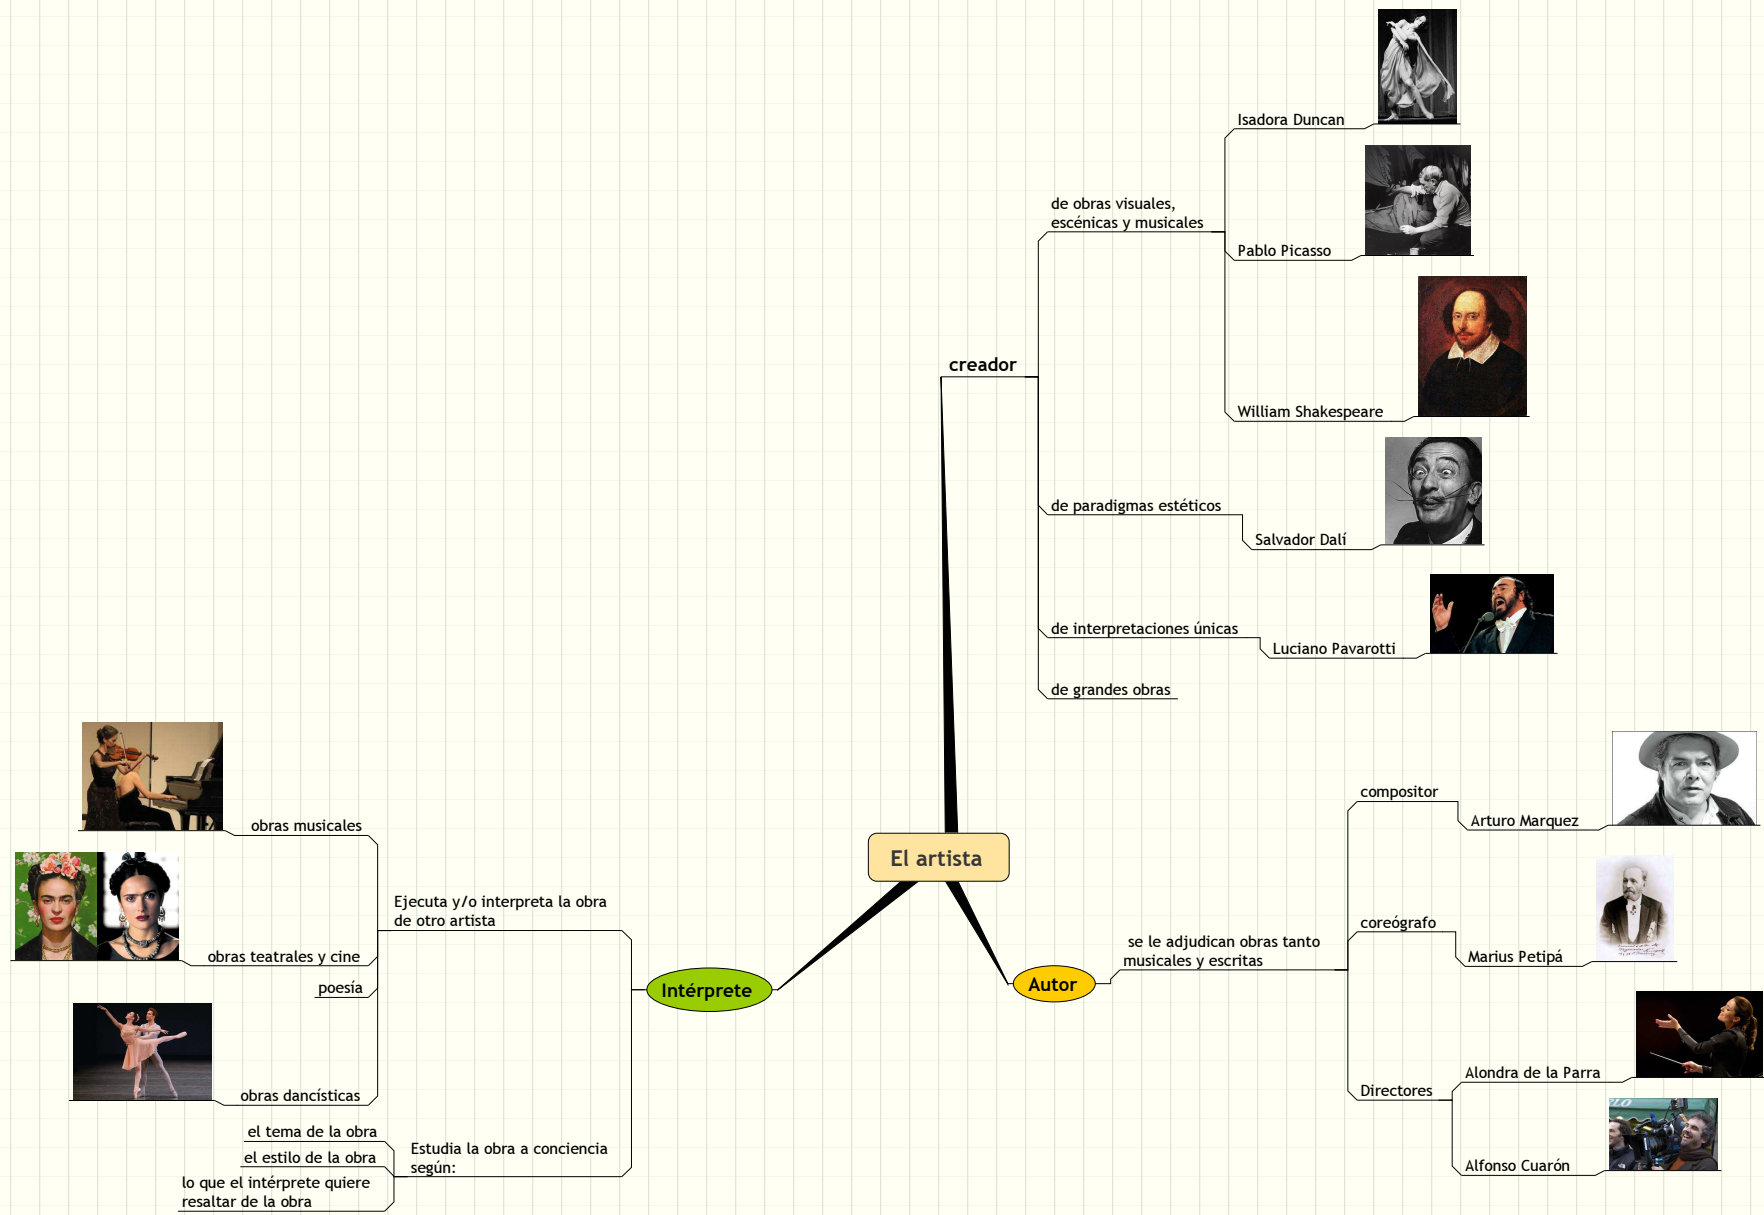 El artista
creador
de obras visuales,
escénicas y musicales
Isadora Duncan
Pablo Picasso
William Shakespeare
de paradigmas estéticos
Salvador Dalí
de interpretaciones únicas
Luciano Pavarotti
de grandes obras
Autor
se le adjudican obras tanto
musicales y escritas
compositor
Arturo Marquez
coreógrafo
Marius Petipá
Directores
Alondra de la Parra
Alfonso Cuarón
Intérprete
Ejecuta y/o interpreta la obra
de otro artista
obras musicales
obras teatrales y cine
poesía
obras dancísticas
Estudia la obra a conciencia
según:
el tema de la obra
el estilo de la obra
lo que el intérprete quiere
resaltar de la obra